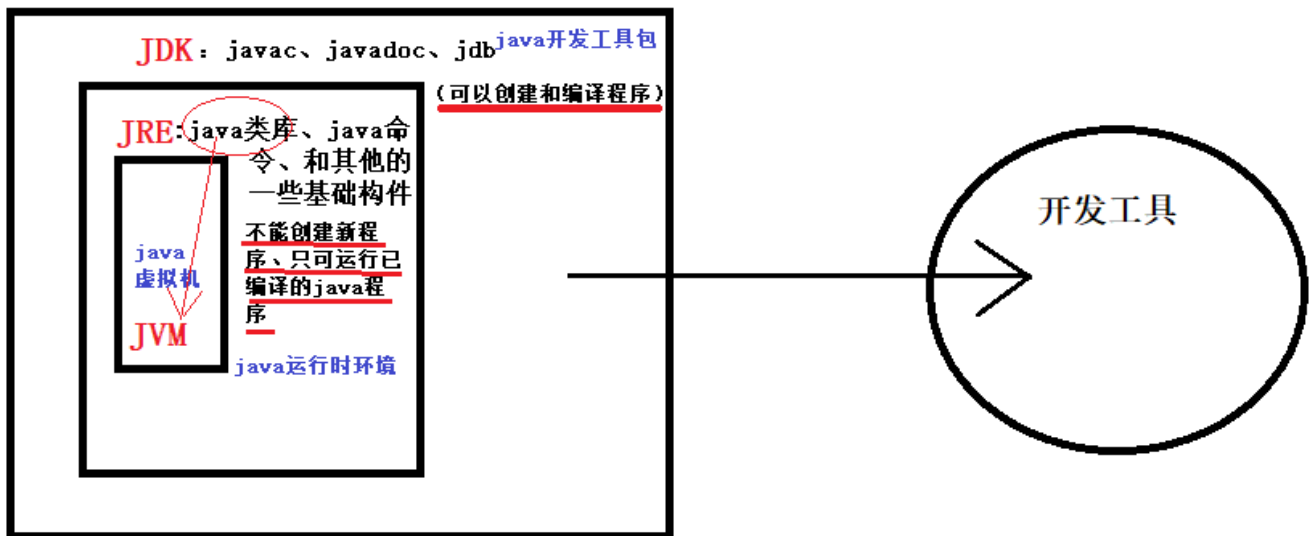 JDK：javac、javadoc、jdb java开发工具包
(可以创建和编译程序)
JRE:java类库、java命
令、和其他的
一些基础构件
不能创建新程
序、只可运行已
编译的java程
序
java
虚拟机
JVM
java运行时环境
开发工具